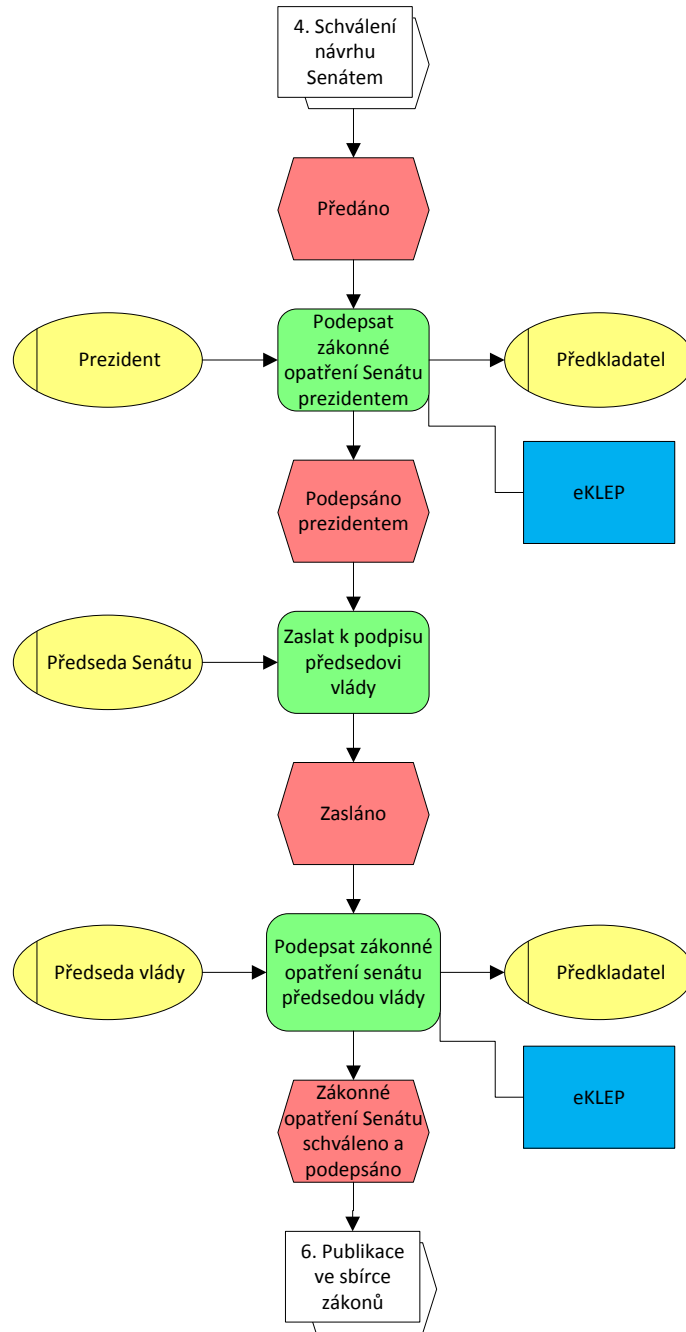 4. Schválení
návrhu
Senátem
Předáno
Prezident
Podepsat
zákonné
opatření Senátu
prezidentem
Předkladatel
eKLEP
Podepsáno
prezidentem
Předseda Senátu
Zaslat k podpisu
předsedovi
vlády
Zasláno
Předseda vlády
Podepsat zákonné
opatření senátu
předsedou vlády
Předkladatel
eKLEP
Zákonné
opatření Senátu
schváleno a
podepsáno
6. Publikace
ve sbírce
zákonů